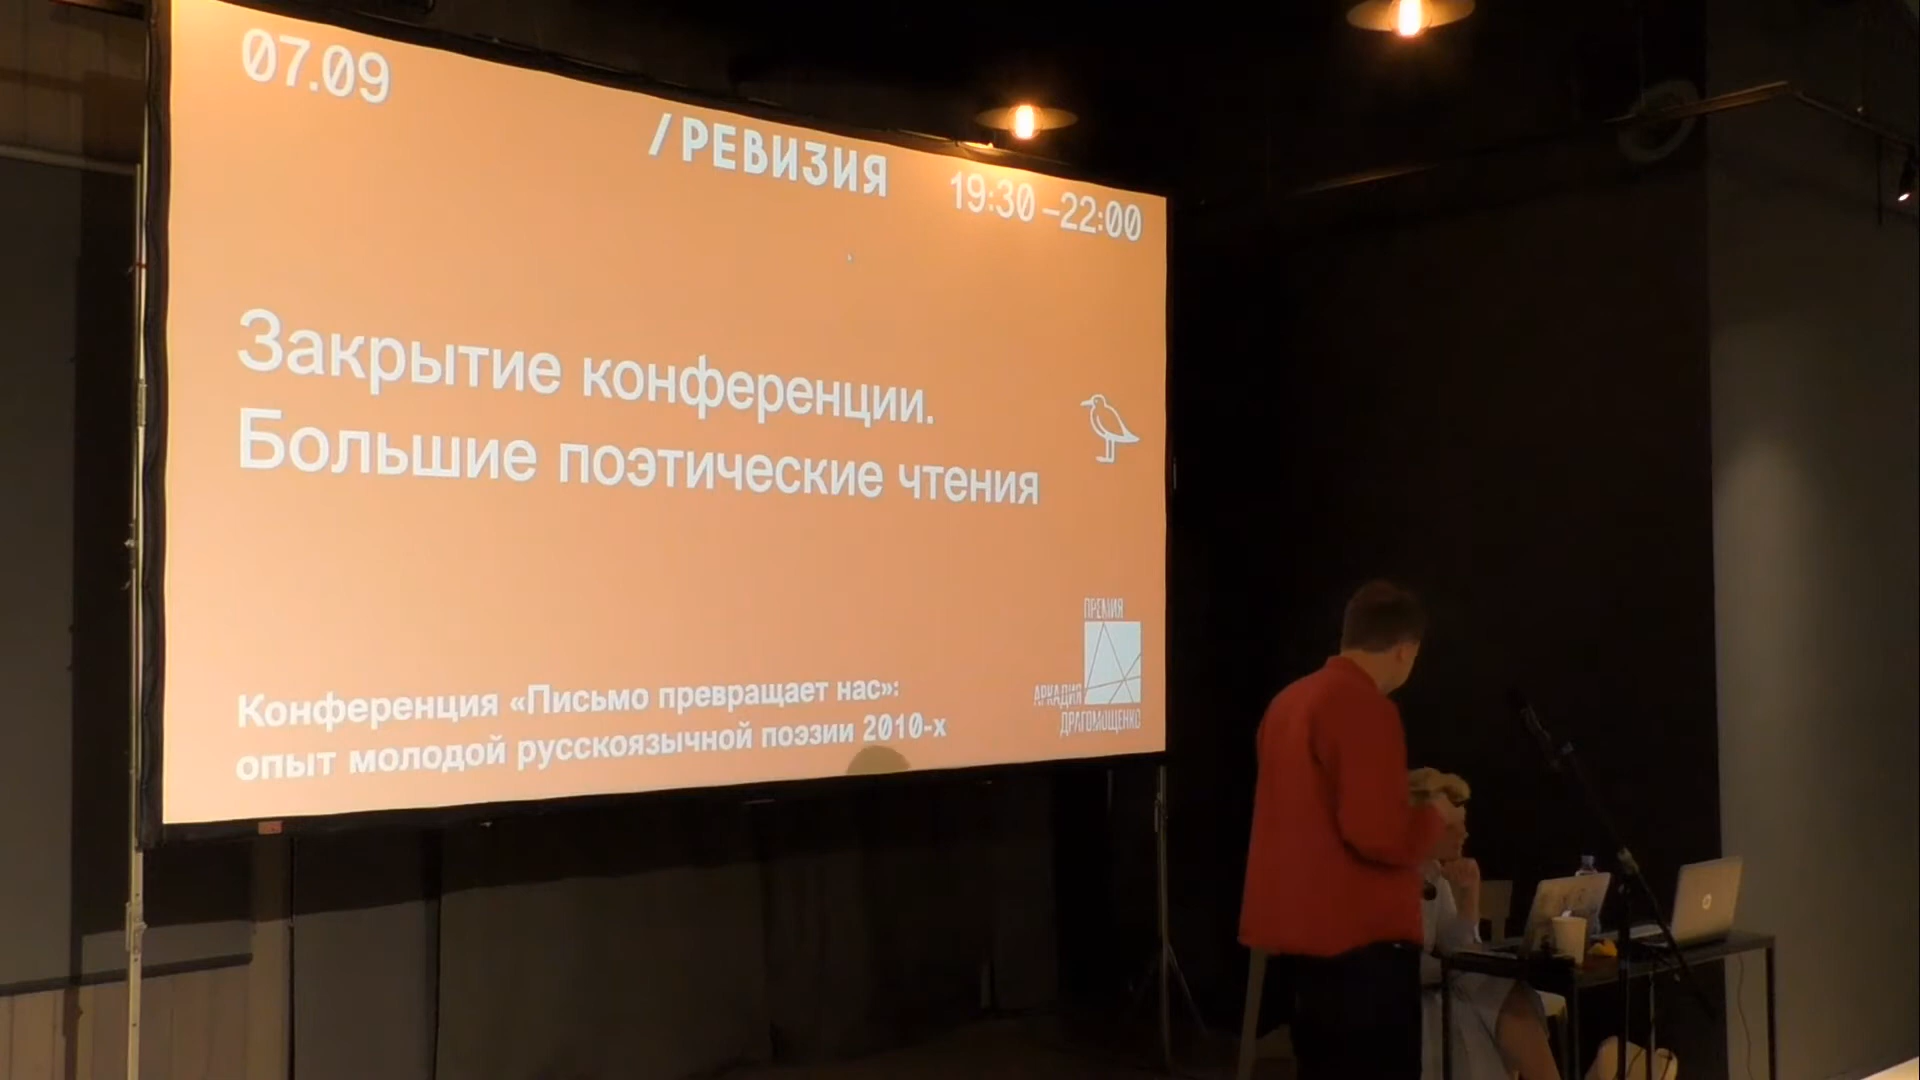 07.09
/РЕВИЗИЯ
19:30–22:00
Закрытие конференции.
Большие поэтические чтения
Конференция «Письмо превращает нас»:
опыт молодой русскоязычной поэзии 2010-х
ПРЕМИЯ
АРКАДИЯ
ДРАГОМОЩЕНКО
hp